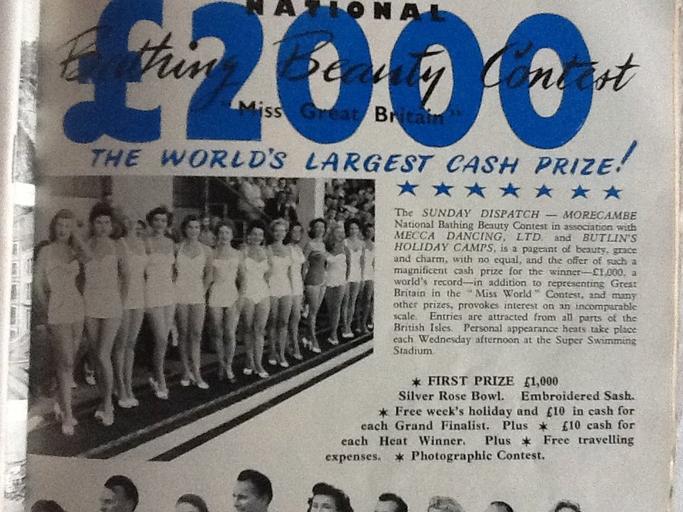 NATIONAL
£2000
Bathing Beauty Contest
"Miss Great Britain"
THE WORLD'S LARGEST CASH PRIZE!
The SUNDAY DISPATCH — MORECAMBE
National Bathing Beauty Contest in association with
MECCA DANCING, LTD. and BUTLIN'S
HOLIDAY CAMPS, is a pageant of beauty, grace
and charm, with no equal, and the offer of such a
magnificent cash prize for the winner—£1,000, a
world's record—in addition to representing Great
Britain in the "Miss World" Contest, and many
other prizes, provokes interest on an incomparable
scale. Entries are attracted from all parts of the
British Isles. Personal appearance heats take place
each Wednesday afternoon at the Super Swimming
Stadium.
✶ FIRST PRIZE £1,000
Silver Rose Bowl. Embroidered Sash.
✶ Free week's holiday and £10 in cash for
each Grand Finalist. Plus ✶ £10 cash for
each Heat Winner. Plus ✶ Free travelling
expenses. ✶ Photographic Contest.